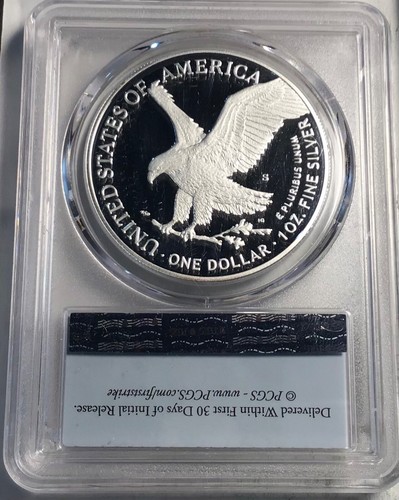 UNITED STATES OF AMERICA
S
E PLURIBUS UNUM
1 OZ. FINE SILVER
· ONE DOLLAR ·
Delivered Within First 30 Days of Initial Release.
© PCGS - www.PCGS.com/firststrike